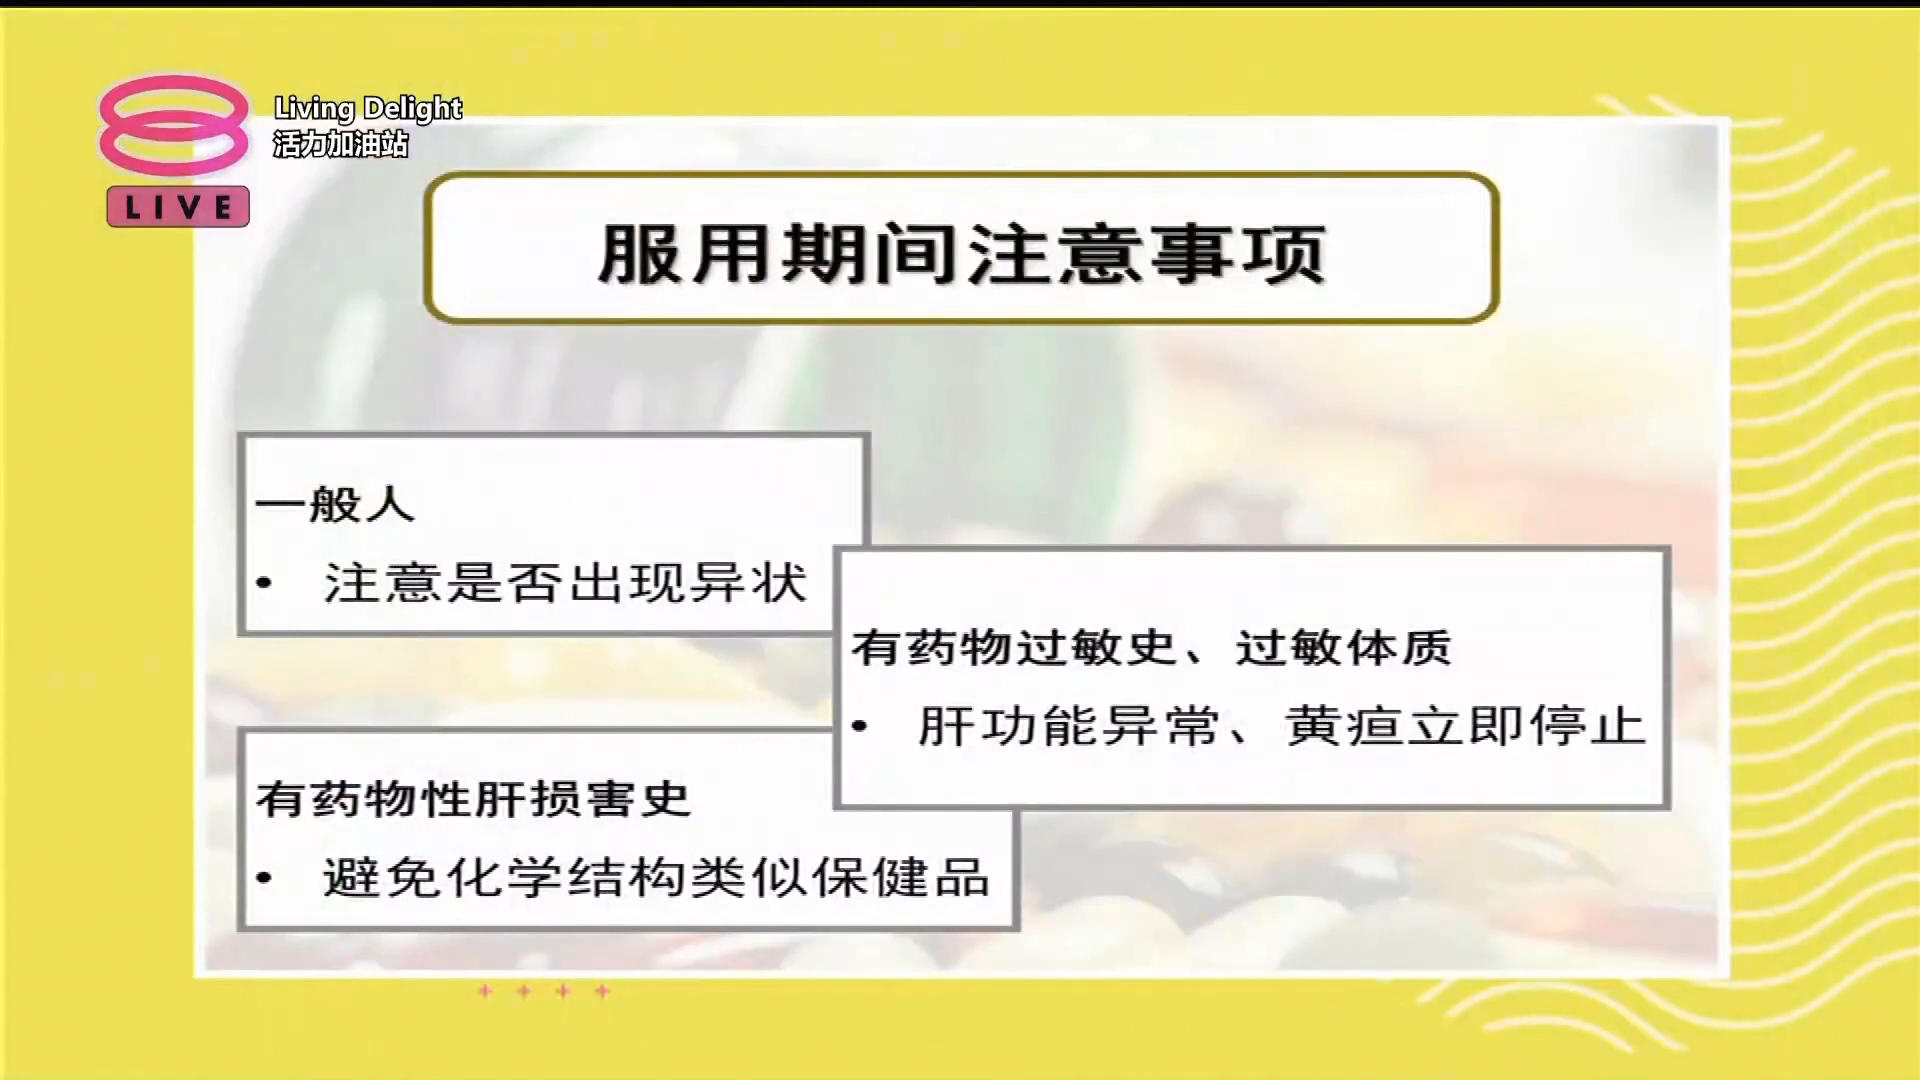 Living Delight
活力加油站
LIVE
服用期间注意事项
一般人
• 注意是否出现异状
有药物过敏史、过敏体质
• 肝功能异常、黄疸立即停止
有药物性肝损害史
• 避免化学结构类似保健品